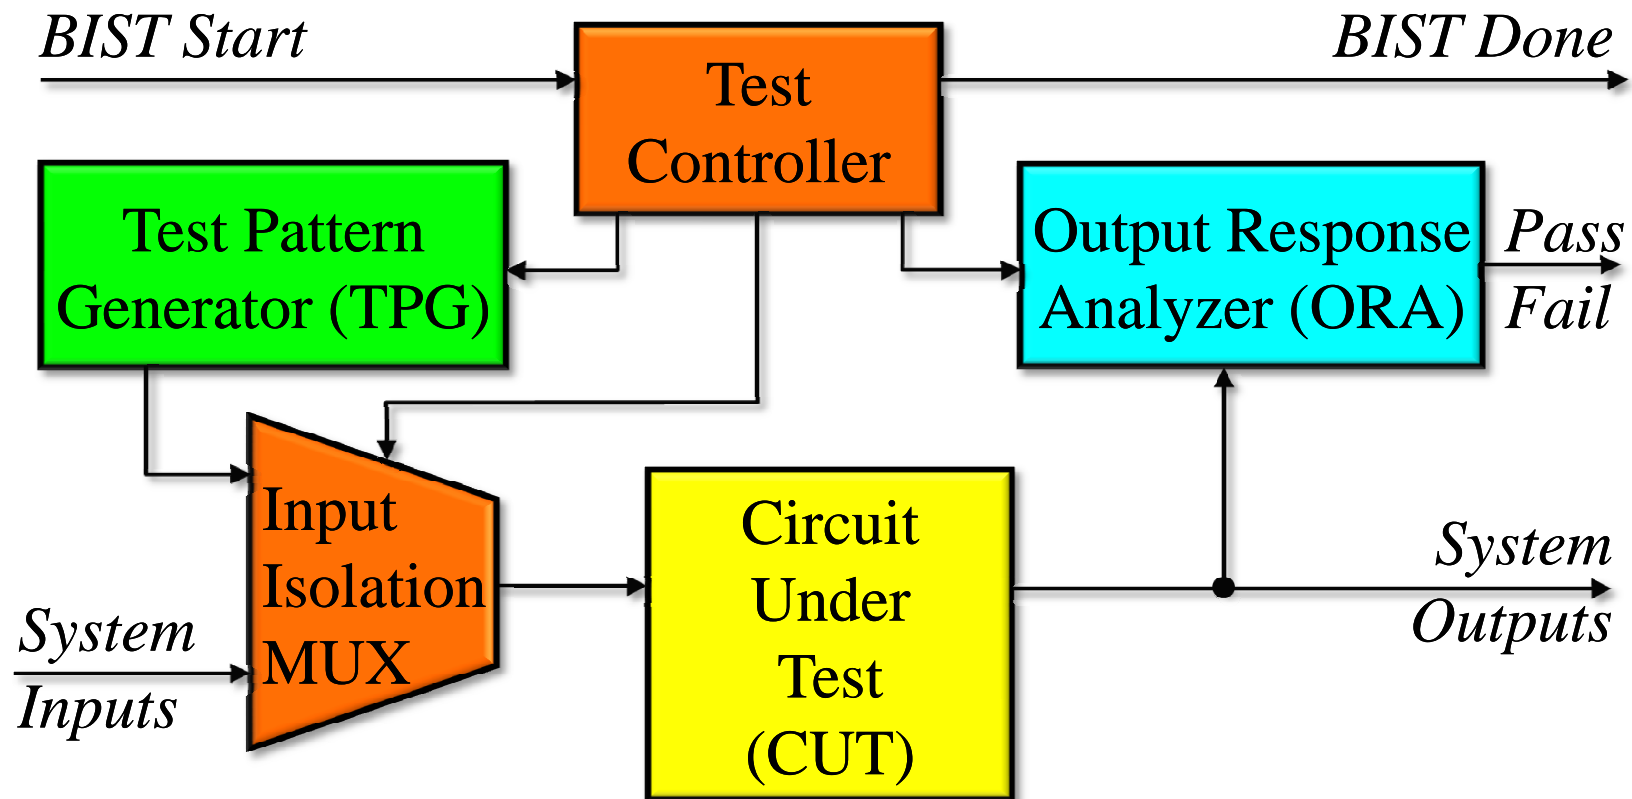 BIST Start
BIST Done
Test
Controller
Test Pattern
Generator (TPG)
Output Response
Analyzer (ORA)
Pass
Fail
Input
Isolation
MUX
System
Inputs
Circuit
Under
Test
(CUT)
System
Outputs